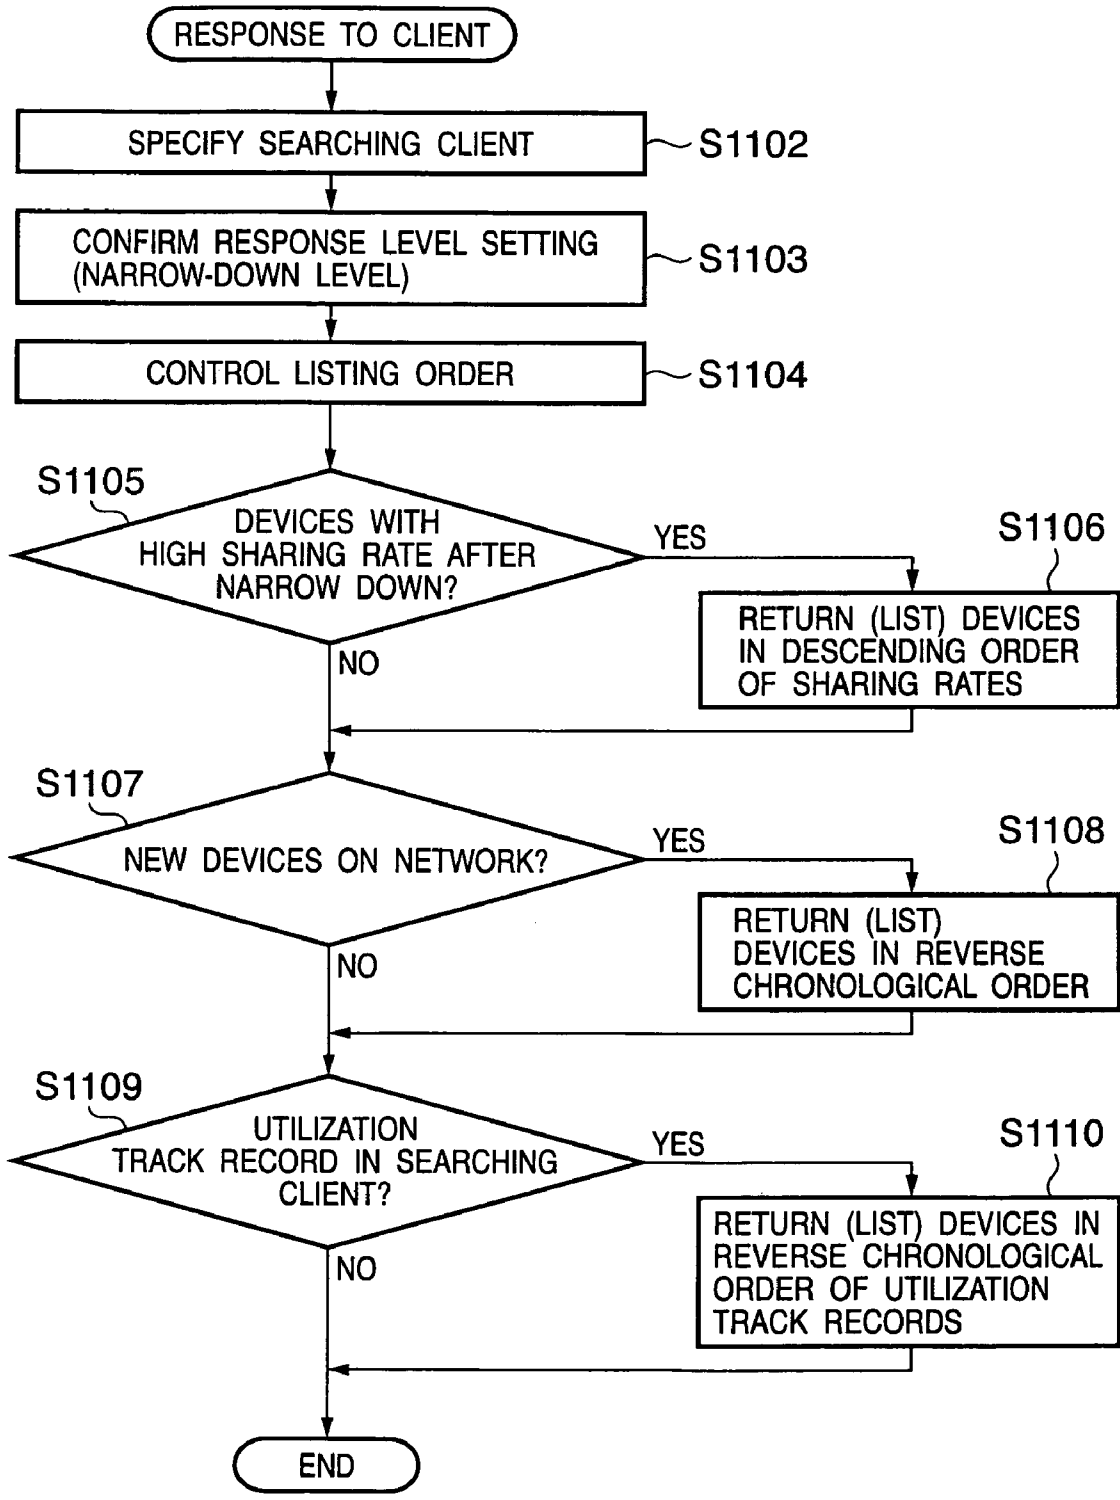 RESPONSE TO CLIENT
SPECIFY SEARCHING CLIENT
S1102
CONFIRM RESPONSE LEVEL SETTING
(NARROW-DOWN LEVEL)
S1103
CONTROL LISTING ORDER
S1104
S1105
DEVICES WITH
HIGH SHARING RATE AFTER
NARROW DOWN?
YES
NO
S1106
RETURN (LIST) DEVICES
IN DESCENDING ORDER
OF SHARING RATES
S1107
NEW DEVICES ON NETWORK?
YES
NO
S1108
RETURN (LIST)
DEVICES IN REVERSE
CHRONOLOGICAL ORDER
S1109
UTILIZATION
TRACK RECORD IN SEARCHING
CLIENT?
YES
NO
S1110
RETURN (LIST) DEVICES IN
REVERSE CHRONOLOGICAL
ORDER OF UTILIZATION
TRACK RECORDS
END